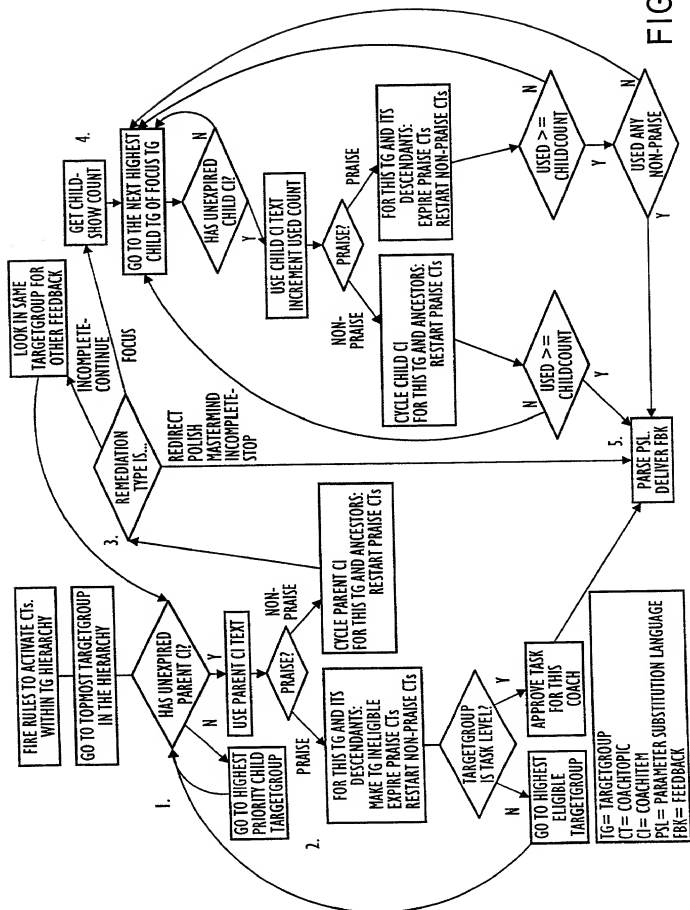 FIG
FIRE RULES TO ACTIVATE CTs.
WITHIN TG HIERARCHY
GO TO TOPMOST TARGETGROUP
IN THE HIERARCHY
1.
HAS UNEXPIRED
PARENT CI?
N
Y
GO TO HIGHEST
PRIORITY CHILD
TARGETGROUP
USE PARENT CI TEXT
PRAISE?
PRAISE
NON-
PRAISE
2.
FOR THIS TG AND ITS
DESCENDANTS:
MAKE TG INELIGIBLE
EXPIRE PRAISE CTs
RESTART NON-PRAISE CTs
CYCLE PARENT CI
FOR THIS TG AND ANCESTORS:
RESTART PRAISE CTs
TARGETGROUP
IS TASK LEVEL?
N
Y
GO TO HIGHEST
ELIGIBLE
TARGETGROUP
APPROVE TASK
FOR THIS
COACH
TG= TARGETGROUP
CT= COACHTOPIC
CI= COACHITEM
PSL= PARAMETER SUBSTITUTION LANGUAGE
FBK= FEEDBACK
3.
REMEDIATION
TYPE IS...
LOOK IN SAME
TARGETGROUP FOR
OTHER FEEDBACK
INCOMPLETE-
CONTINUE
FOCUS
REDIRECT
POLISH
MASTERMIND
INCOMPLETE-
STOP
4.
GET CHILD-
SHOW COUNT
GO TO THE NEXT HIGHEST
CHILD TG OF FOCUS TG
HAS UNEXPIRED
CHILD CI?
N
Y
USE CHILD CI TEXT
INCREMENT USED COUNT
PRAISE?
NON-
PRAISE
PRAISE
CYCLE CHILD CI
FOR THIS TG AND ANCESTORS:
RESTART PRAISE CTs
FOR THIS TG AND ITS
DESCENDANTS:
EXPIRE PRAISE CTs
RESTART NON-PRAISE CTs
USED >=
CHILDCOUNT
N
Y
USED >=
CHILDCOUNT
N
Y
USED ANY
NON-PRAISE
N
Y
5.
PARSE PSL.
DELIVER FBK